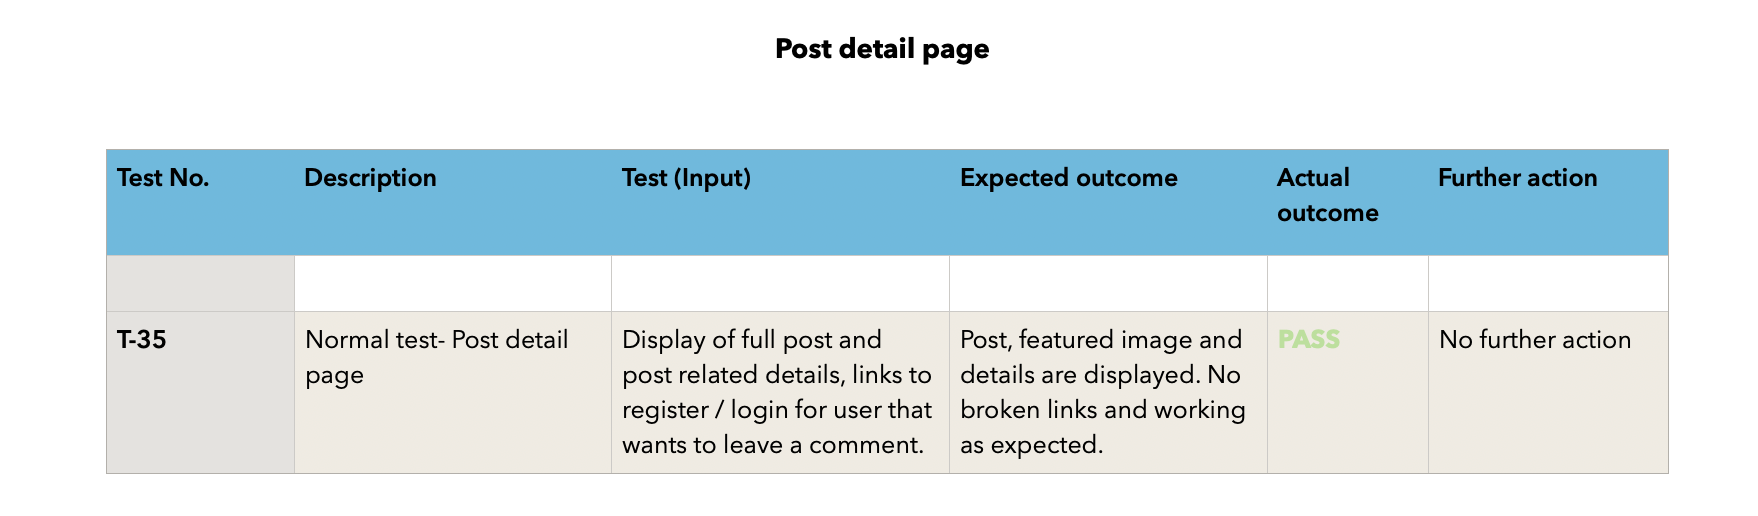 Post detail page
Test No.
Description
Test (Input)
Expected outcome
Actual
outcome
Further action
T-35
Normal test- Post detail
page
Display of full post and
post related details, links to
register / login for user that
wants to leave a comment.
Post, featured image and
details are displayed. No
broken links and working
as expected.
PASS
No further action